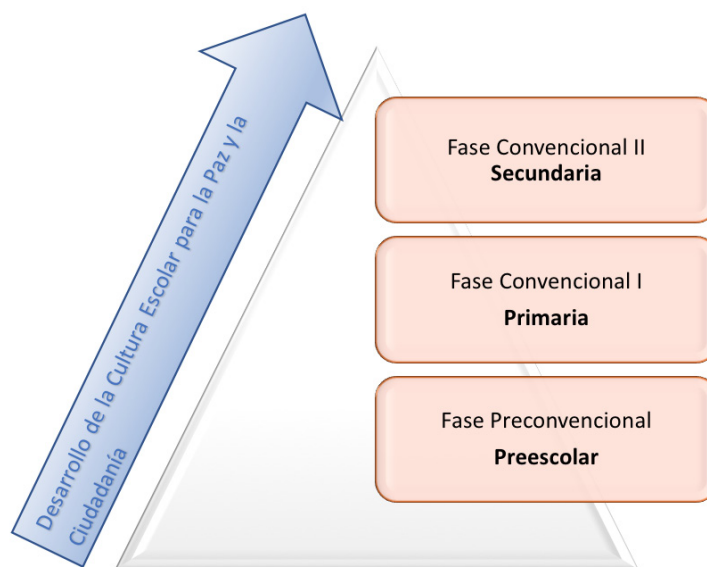 Desarrollo de la Cultura Escolar para la Paz y la
Ciudadanía
Fase Convencional II
Secundaria
Fase Convencional I
Primaria
Fase Preconvencional
Preescolar